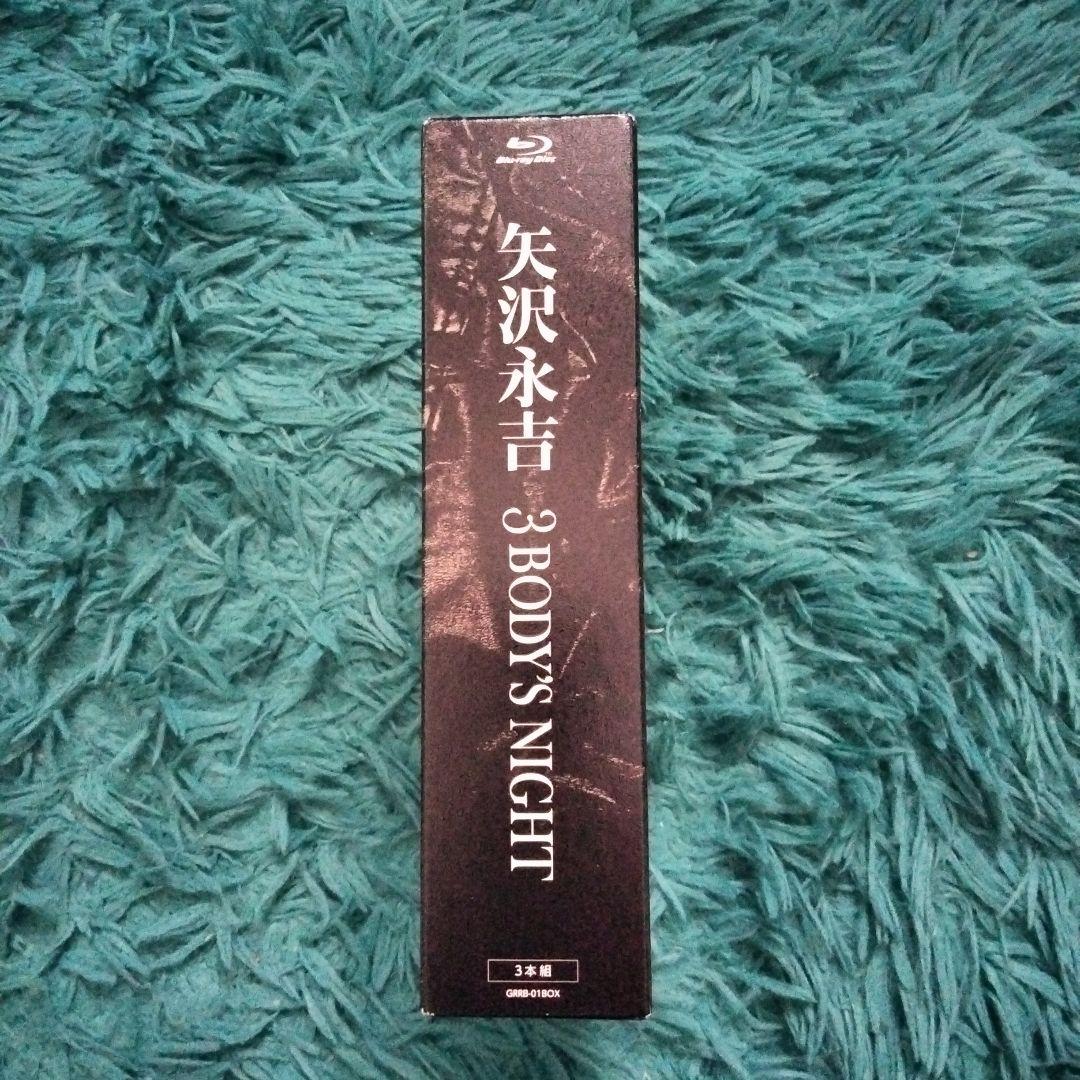 Blu-ray Disc
矢沢永吉 3 BODY'S NIGHT
3本組
GRRB-01BOX